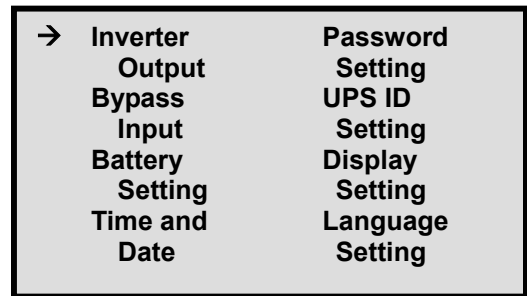 → Inverter Password
Output Setting
Bypass UPS ID
Input Setting
Battery Display
Setting Setting
Time and Language
Date Setting